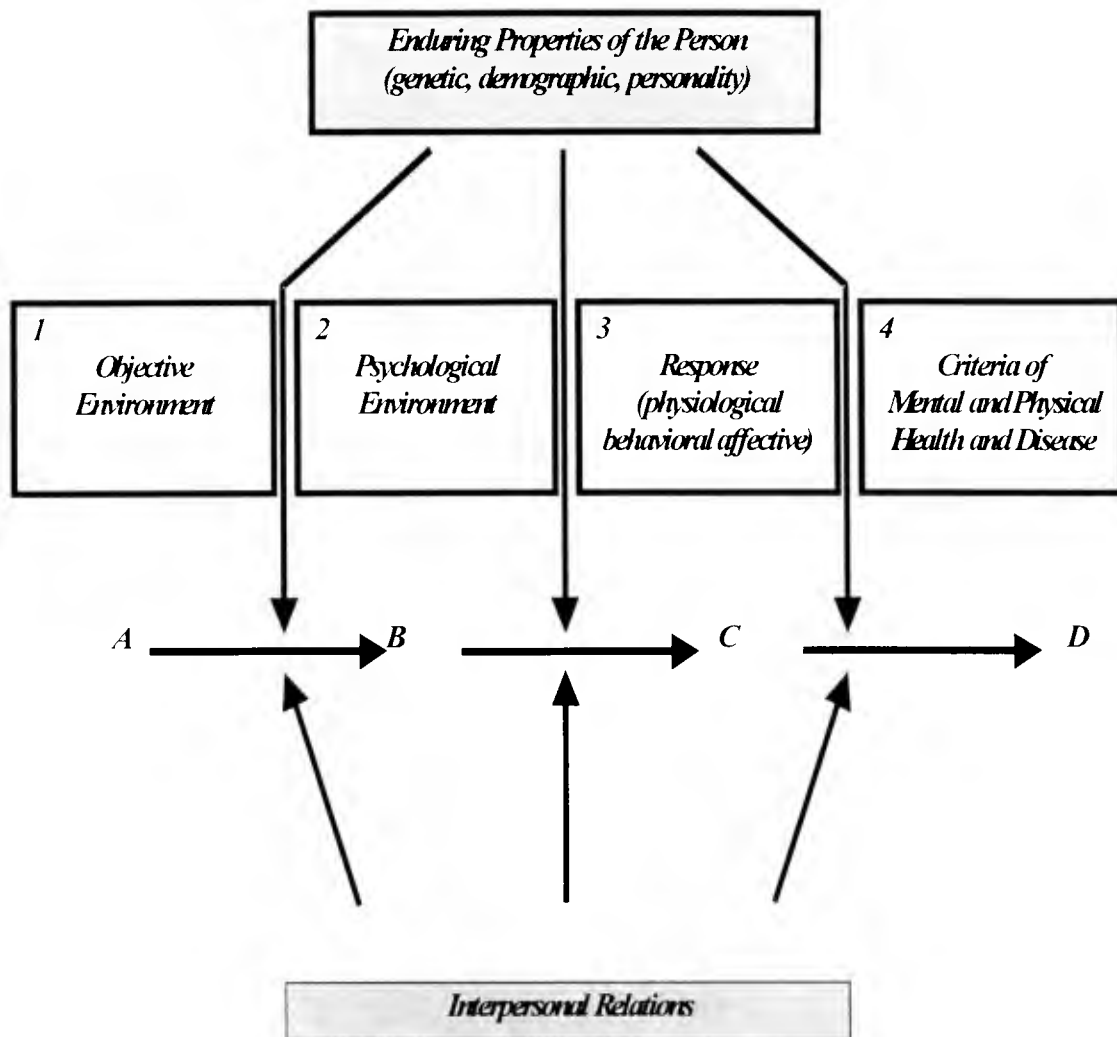 Enduring Properties of the Person
(genetic, demographic, personality)
1
Objective
Environment
2
Psychological
Environment
3
Response
(physiological
behavioral affective)
4
Criteria of
Mental and Physical
Health and Disease
A
B
C
D
Interpersonal Relations